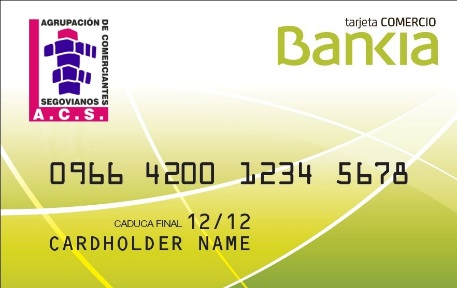 AGRUPACIÓN
DE COMERCIANTES
SEGOVIANOS
A.C.S.
tarjeta COMERCIO
Bankia
0966 4200 1234 5678
CADUCA FINAL 12/12
CARDHOLDER NAME